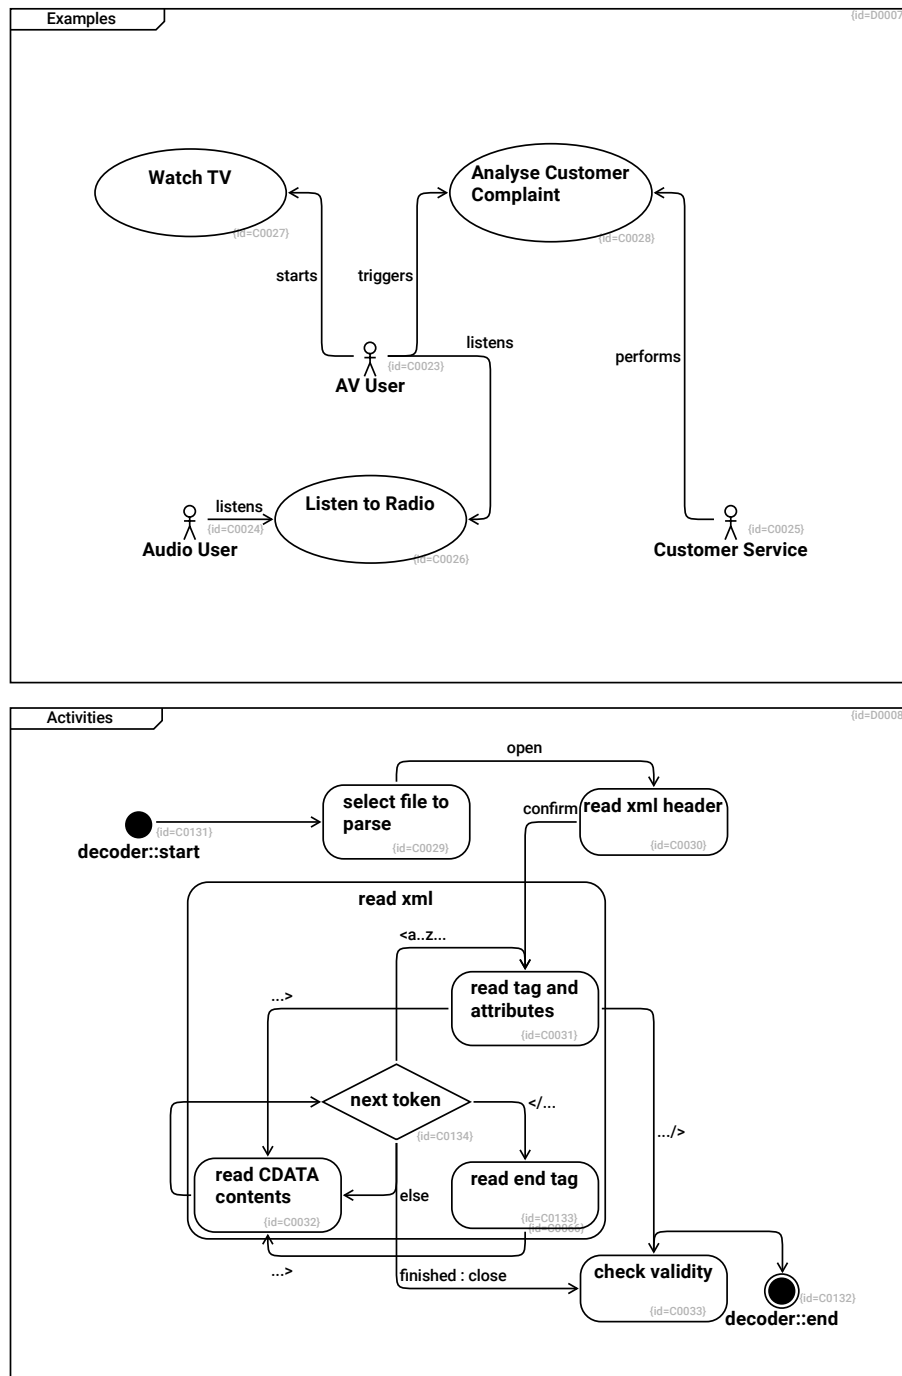 Examples
{id=D0007
Watch TV
{id=C0027}
Analyse Customer
Complaint
{id=C0028}
starts
triggers
listens
performs
{id=C0023}
AV User
listens
{id=C0024}
Audio User
Listen to Radio
{id=C0026}
{id=C0025}
Customer Service
Activities
{id=D0008
open
select file to
parse
{id=C0029}
confirm
read xml header
{id=C0030}
{id=C0131}
decoder::start
read xml
<a..z...
read tag and
attributes
{id=C0031}
...>
next token
{id=C0134}
</...
.../>
read CDATA
contents
{id=C0032}
else
read end tag
{id=C0133}
{id=C0066}
...>
finished : close
check validity
{id=C0033}
{id=C0132}
decoder::end